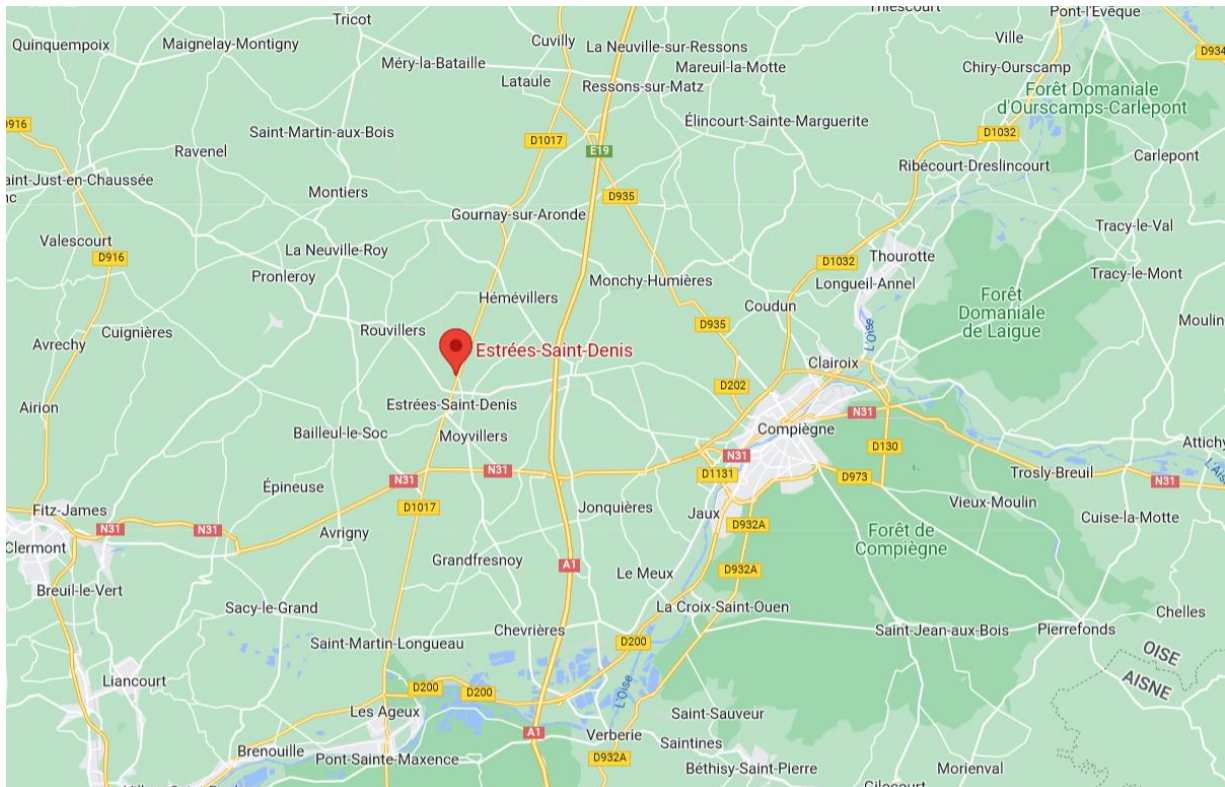 Thiescourt
Pont-l'Évêque
Tricot
Quinquempoix
Maignelay-Montigny
Cuvilly
La Neuville-sur-Ressons
Ville
D934
Méry-la-Bataille
Mareuil-la-Motte
Chiry-Ourscamp
Lataule
Ressons-sur-Matz
Forêt Domaniale
d'Ourscamps-Carlepont
D916
Saint-Martin-aux-Bois
Élincourt-Sainte-Marguerite
D1032
D1017
Ravenel
E19
Carlepont
Ribécourt-Dreslincourt
aint-Just-en-Chaussée
nc
Montiers
D935
Gournay-sur-Aronde
Tracy-le-Val
Valescourt
La Neuville-Roy
D916
Thourotte
D1032
Pronleroy
Monchy-Humières
Longueil-Annel
Tracy-le-Mont
Hémévillers
Coudun
Forêt
Domaniale
de Laigue
Moulin
Cuignières
Rouvillers
D935
Avrechy
L'Oise
Estrées-Saint-Denis
Clairoix
D202
Airion
Estrées-Saint-Denis
N31
Bailleul-le-Soc
Moyvillers
Compiègne
D130
Attichy
N31
N31
D1131
D973
Trosly-Breuil
L'Ais
N31
N31
Épineuse
D1017
Jonquières
Vieux-Moulin
Fitz-James
Jaux
Cuise-la-Motte
N31
N31
Avrigny
D932A
Forêt de
Compiègne
Clermont
Grandfresnoy
A1
Le Meux
D932A
Breuil-le-Vert
Sacy-le-Grand
La Croix-Saint-Ouen
Chelles
Chevrières
Saint-Jean-aux-Bois
Pierrefonds
Saint-Martin-Longueau
D200
OISE
AISNE
Liancourt
D200
D200
L'Oise
Les Ageux
Saint-Sauveur
A1
Verberie
Brenouille
Saintines
Pont-Sainte-Maxence
D932A
Béthisy-Saint-Pierre
Morienval